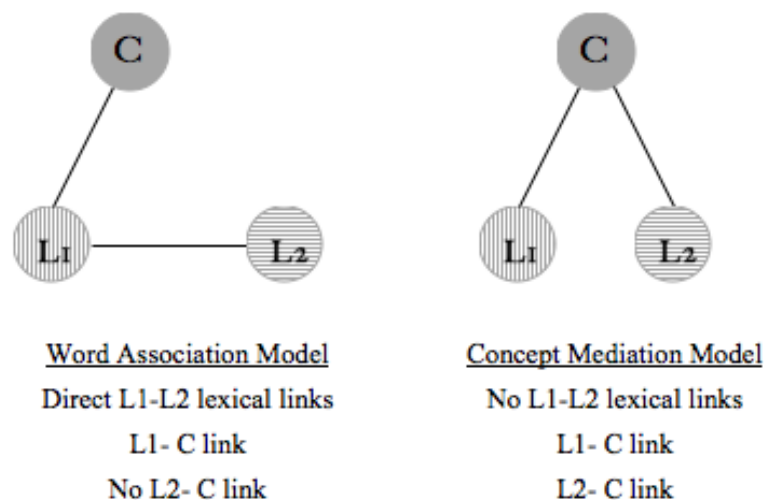 C
L1
L2
Word Association Model
Direct L1-L2 lexical links
L1- C link
No L2- C link
C
L1
L2
Concept Mediation Model
No L1-L2 lexical links
L1- C link
L2- C link